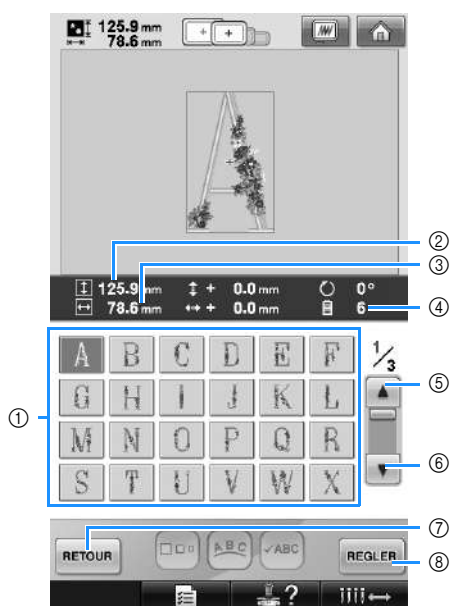 125.9 mm
78.6 mm
A
②
③
125.9 mm + 0.0 mm 0°
78.6 mm + 0.0 mm 6
④
①
A B C D E F
1/3
⑤
G H I J K L
M N O P Q R
⑥
S T U V W X
⑦
RETOUR ABC ✓ABC REGLER
⑧
?